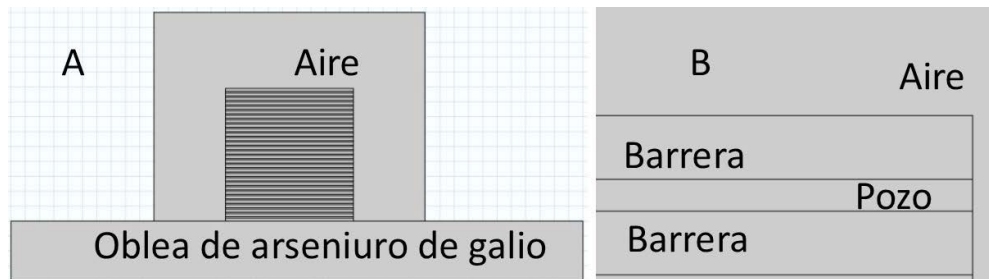 A
Aire
Oblea de arseniuro de galio
B
Aire
Barrera
Pozo
Barrera